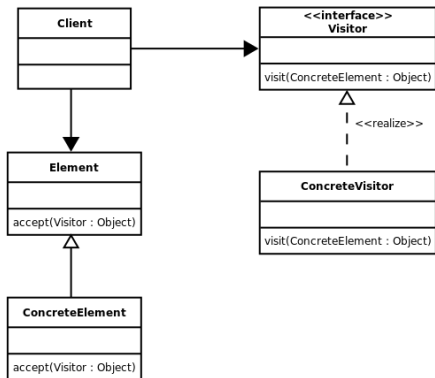 Client
<<interface>>
Visitor
visit(ConcreteElement : Object)
<<realize>>
Element
accept(Visitor : Object)
ConcreteVisitor
visit(ConcreteElement : Object)
ConcreteElement
accept(Visitor : Object)